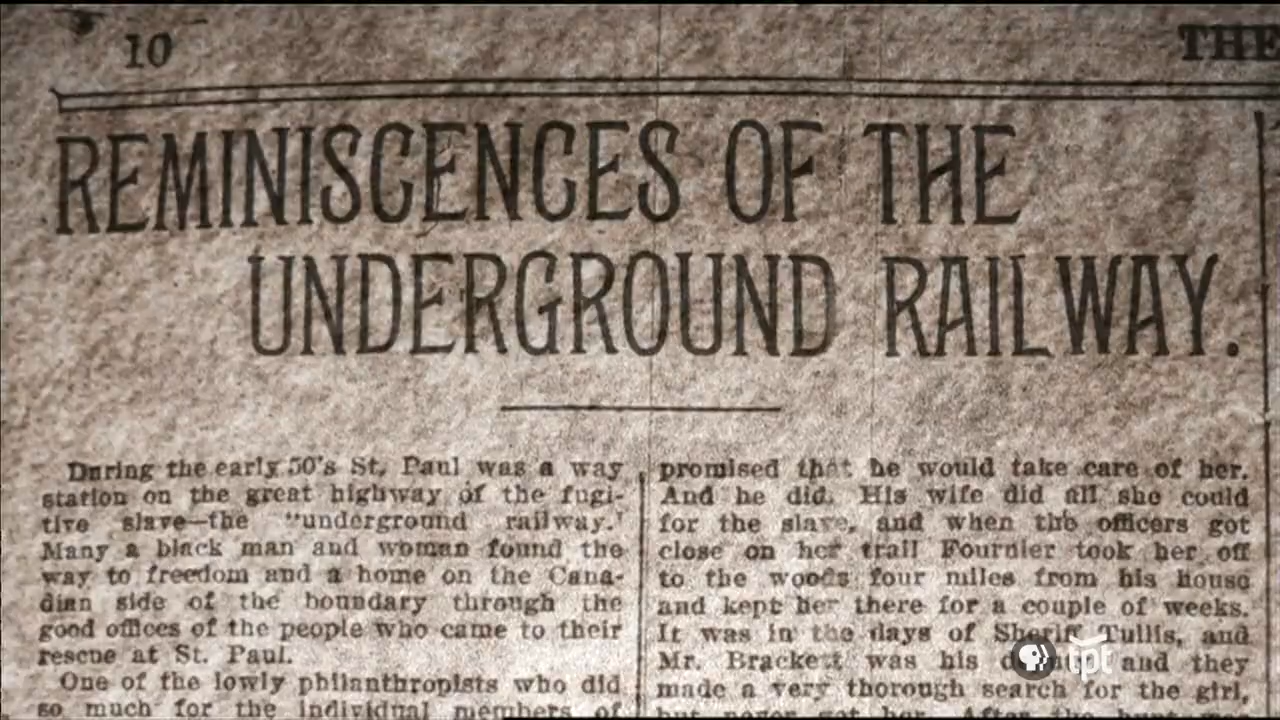 10
THE
REMINISCENCES OF THE
UNDERGROUND RAILWAY.
During the early 50's St. Paul was a way
station on the great highway of the fugi-
tive slave—the "underground railway.'
Many a black man and woman found the
way to freedom and a home on the Cana-
dian side of the boundary through the
good offices of the people who came to their
rescue at St. Paul.
One of the lowly philanthropists who did
so much for the individual members of
promised that he would take care of her.
And he did. His wife did all she could
for the slave, and when the officers got
close on her trail Fournier took her off
to the woods four miles from his house
and kept her there for a couple of weeks.
It was in the days of Sheriff Tullis, and
Mr. Brackett was his and they
made a very thorough search for the girl,
but never got her. After the
PBS tpt